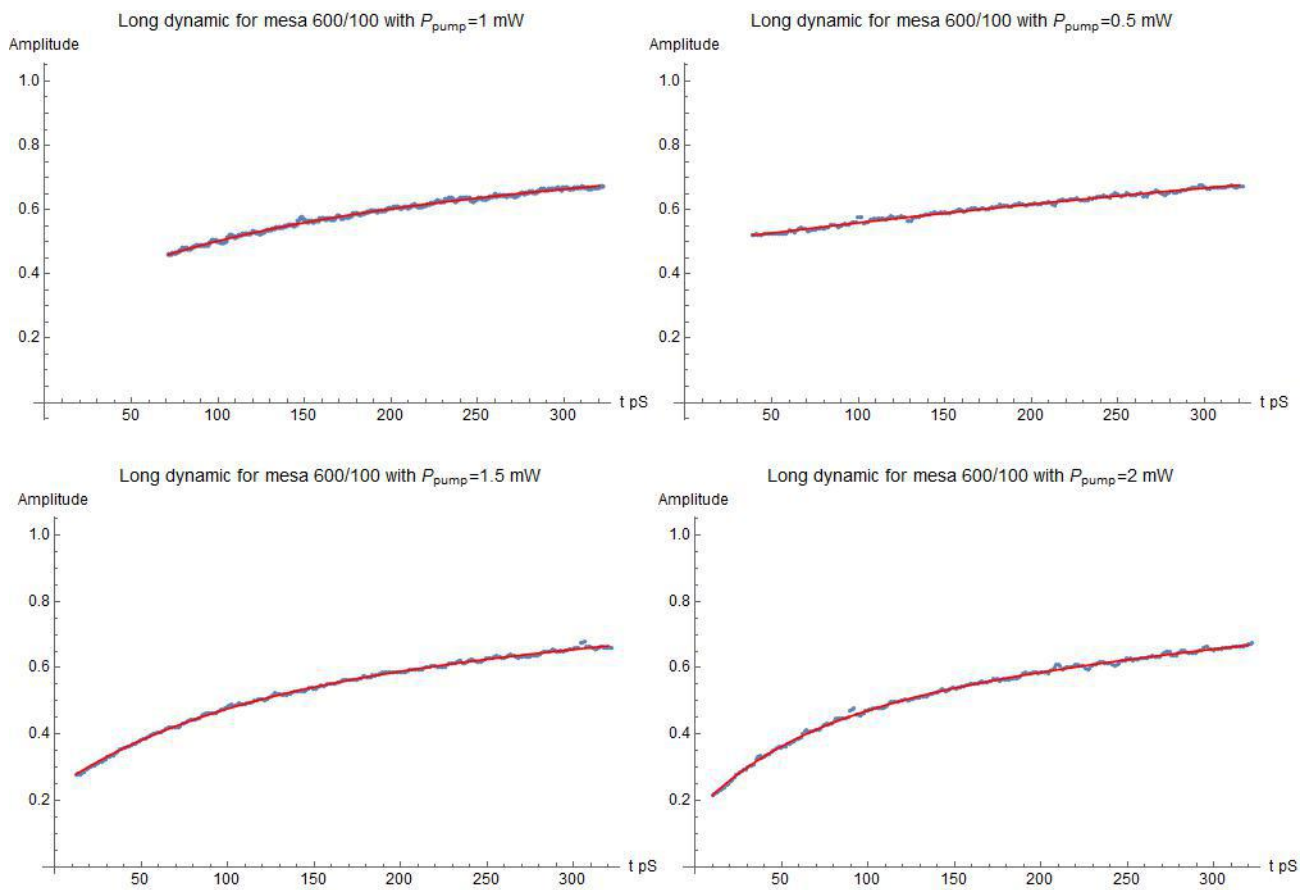 Long dynamic for mesa 600/100 with Ppump=1 mW
Amplitude
1.0
0.8
0.6
0.4
0.2
50 100 150 200 250 300 t pS
Long dynamic for mesa 600/100 with Ppump=0.5 mW
Amplitude
1.0
0.8
0.6
0.4
0.2
50 100 150 200 250 300 t pS
Long dynamic for mesa 600/100 with Ppump=1.5 mW
Amplitude
1.0
0.8
0.6
0.4
0.2
50 100 150 200 250 300 t pS
Long dynamic for mesa 600/100 with Ppump=2 mW
Amplitude
1.0
0.8
0.6
0.4
0.2
50 100 150 200 250 300 t pS